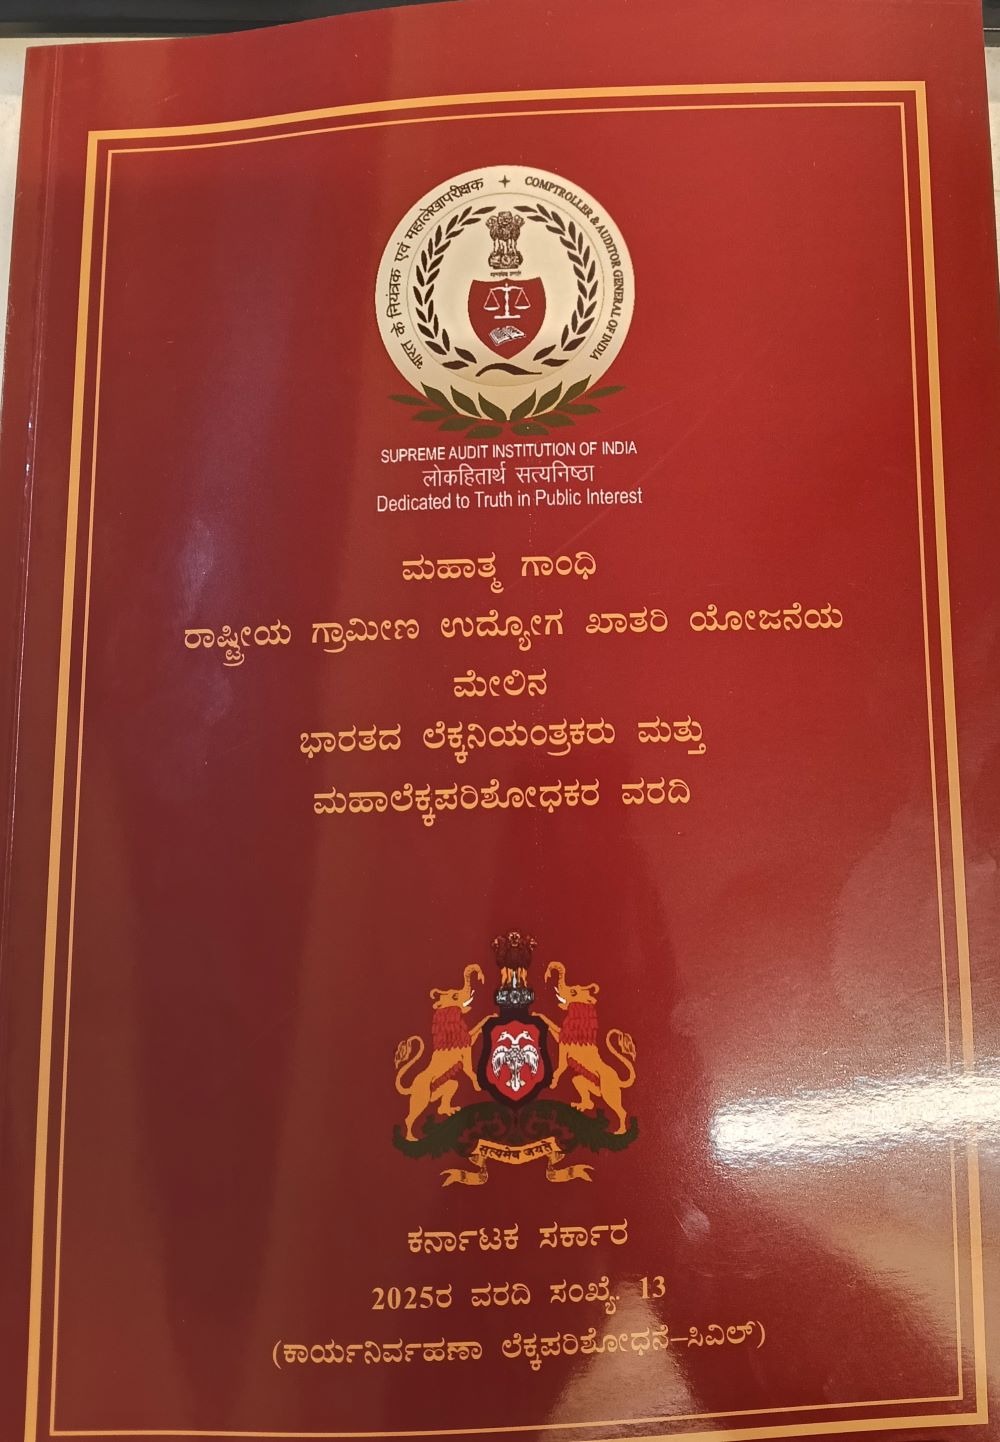 भारत के नियंत्रक एवं महालेखापरीक्षक
COMPTROLLER & AUDITOR GENERAL OF INDIA
SUPREME AUDIT INSTITUTION OF INDIA
लोकहितार्थ सत्यनिष्ठा
Dedicated to Truth in Public Interest
ಮಹಾತ್ಮ ಗಾಂಧಿ
ರಾಷ್ಟ್ರೀಯ ಗ್ರಾಮೀಣ ಉದ್ಯೋಗ ಖಾತರಿ ಯೋಜನೆಯ
ಮೇಲಿನ
ಭಾರತದ ಲೆಕ್ಕನಿಯಂತ್ರಕರು ಮತ್ತು
ಮಹಾಲೆಕ್ಕಪರಿಶೋಧಕರ ವರದಿ
सत्यमेव जयते
ಕರ್ನಾಟಕ ಸರ್ಕಾರ
2025ರ ವರದಿ ಸಂಖ್ಯೆ. 13
(ಕಾರ್ಯನಿರ್ವಹಣಾ ಲೆಕ್ಕಪರಿಶೋಧನೆ–ಸಿವಿಲ್)